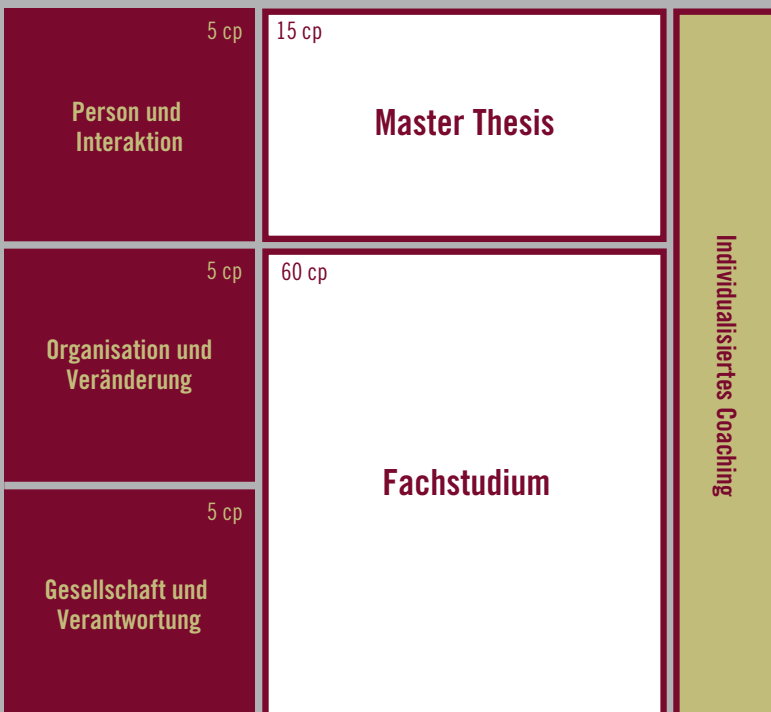 5 cp
Person und
Interaktion
15 cp
Master Thesis
5 cp
Organisation und
Veränderung
60 cp
Fachstudium
5 cp
Gesellschaft und
Verantwortung
Individualisiertes Coaching